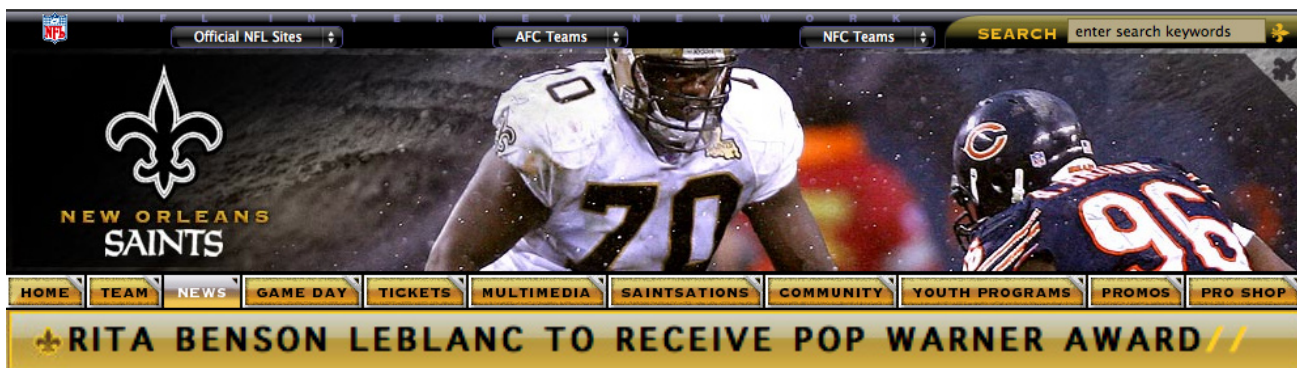 NFL INTERNET NETWORK
NFL
Official NFL Sites
AFC Teams
NFC Teams
SEARCH
enter search keywords
70
70
96
NEW ORLEANS
SAINTS
HOME TEAM NEWS GAME DAY TICKETS MULTIMEDIA SAINTSATIONS COMMUNITY YOUTH PROGRAMS PROMOS PRO SHOP
RITA BENSON LEBLANC TO RECEIVE POP WARNER AWARD//